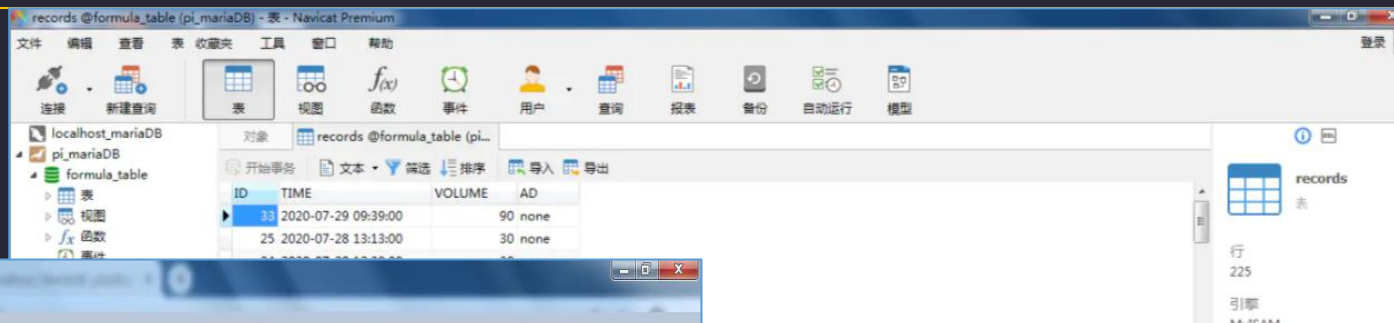 records @formula_table (pi_mariaDB) - 表 - Navicat Premium
文件 编辑 查看 表 收藏夹 工具 窗口 帮助 登录
连接 新建查询 表 视图 函数 事件 用户 查询 报表 备份 自动运行 模型
localhost_mariaDB
pi_mariaDB
formula_table
表
视图
函数
对象 records @formula_table (pi...
开始事务 文本 筛选 排序 导入 导出
ID TIME VOLUME AD
33 2020-07-29 09:39:00 90 none
25 2020-07-28 13:13:00 30 none
records
表
行
225
引擎